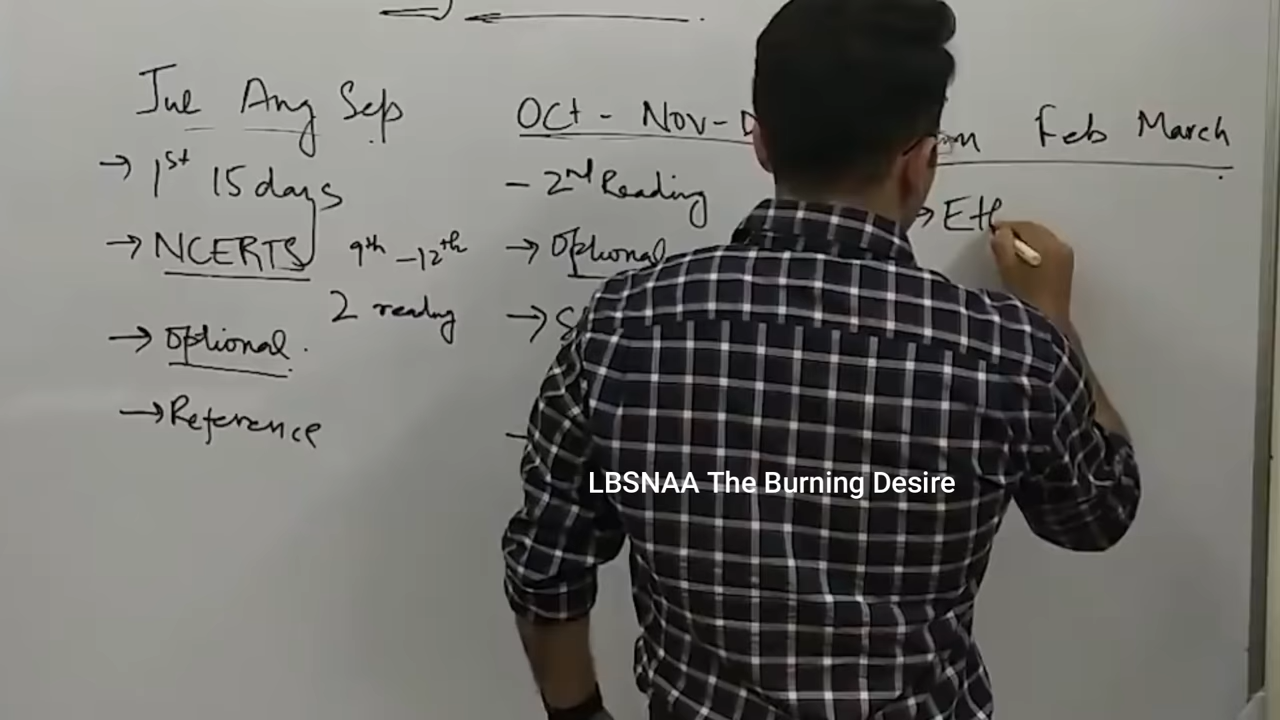 Jul Aug Sep
→ 1st 15 days
→ NCERTS 9th - 12th
2 reading
→ Optional.
→ Reference
Oct - Nov - D
- 2nd Reading
→ Optional
→ S
Feb March
→ Eth
LBSNAA The Burning Desire